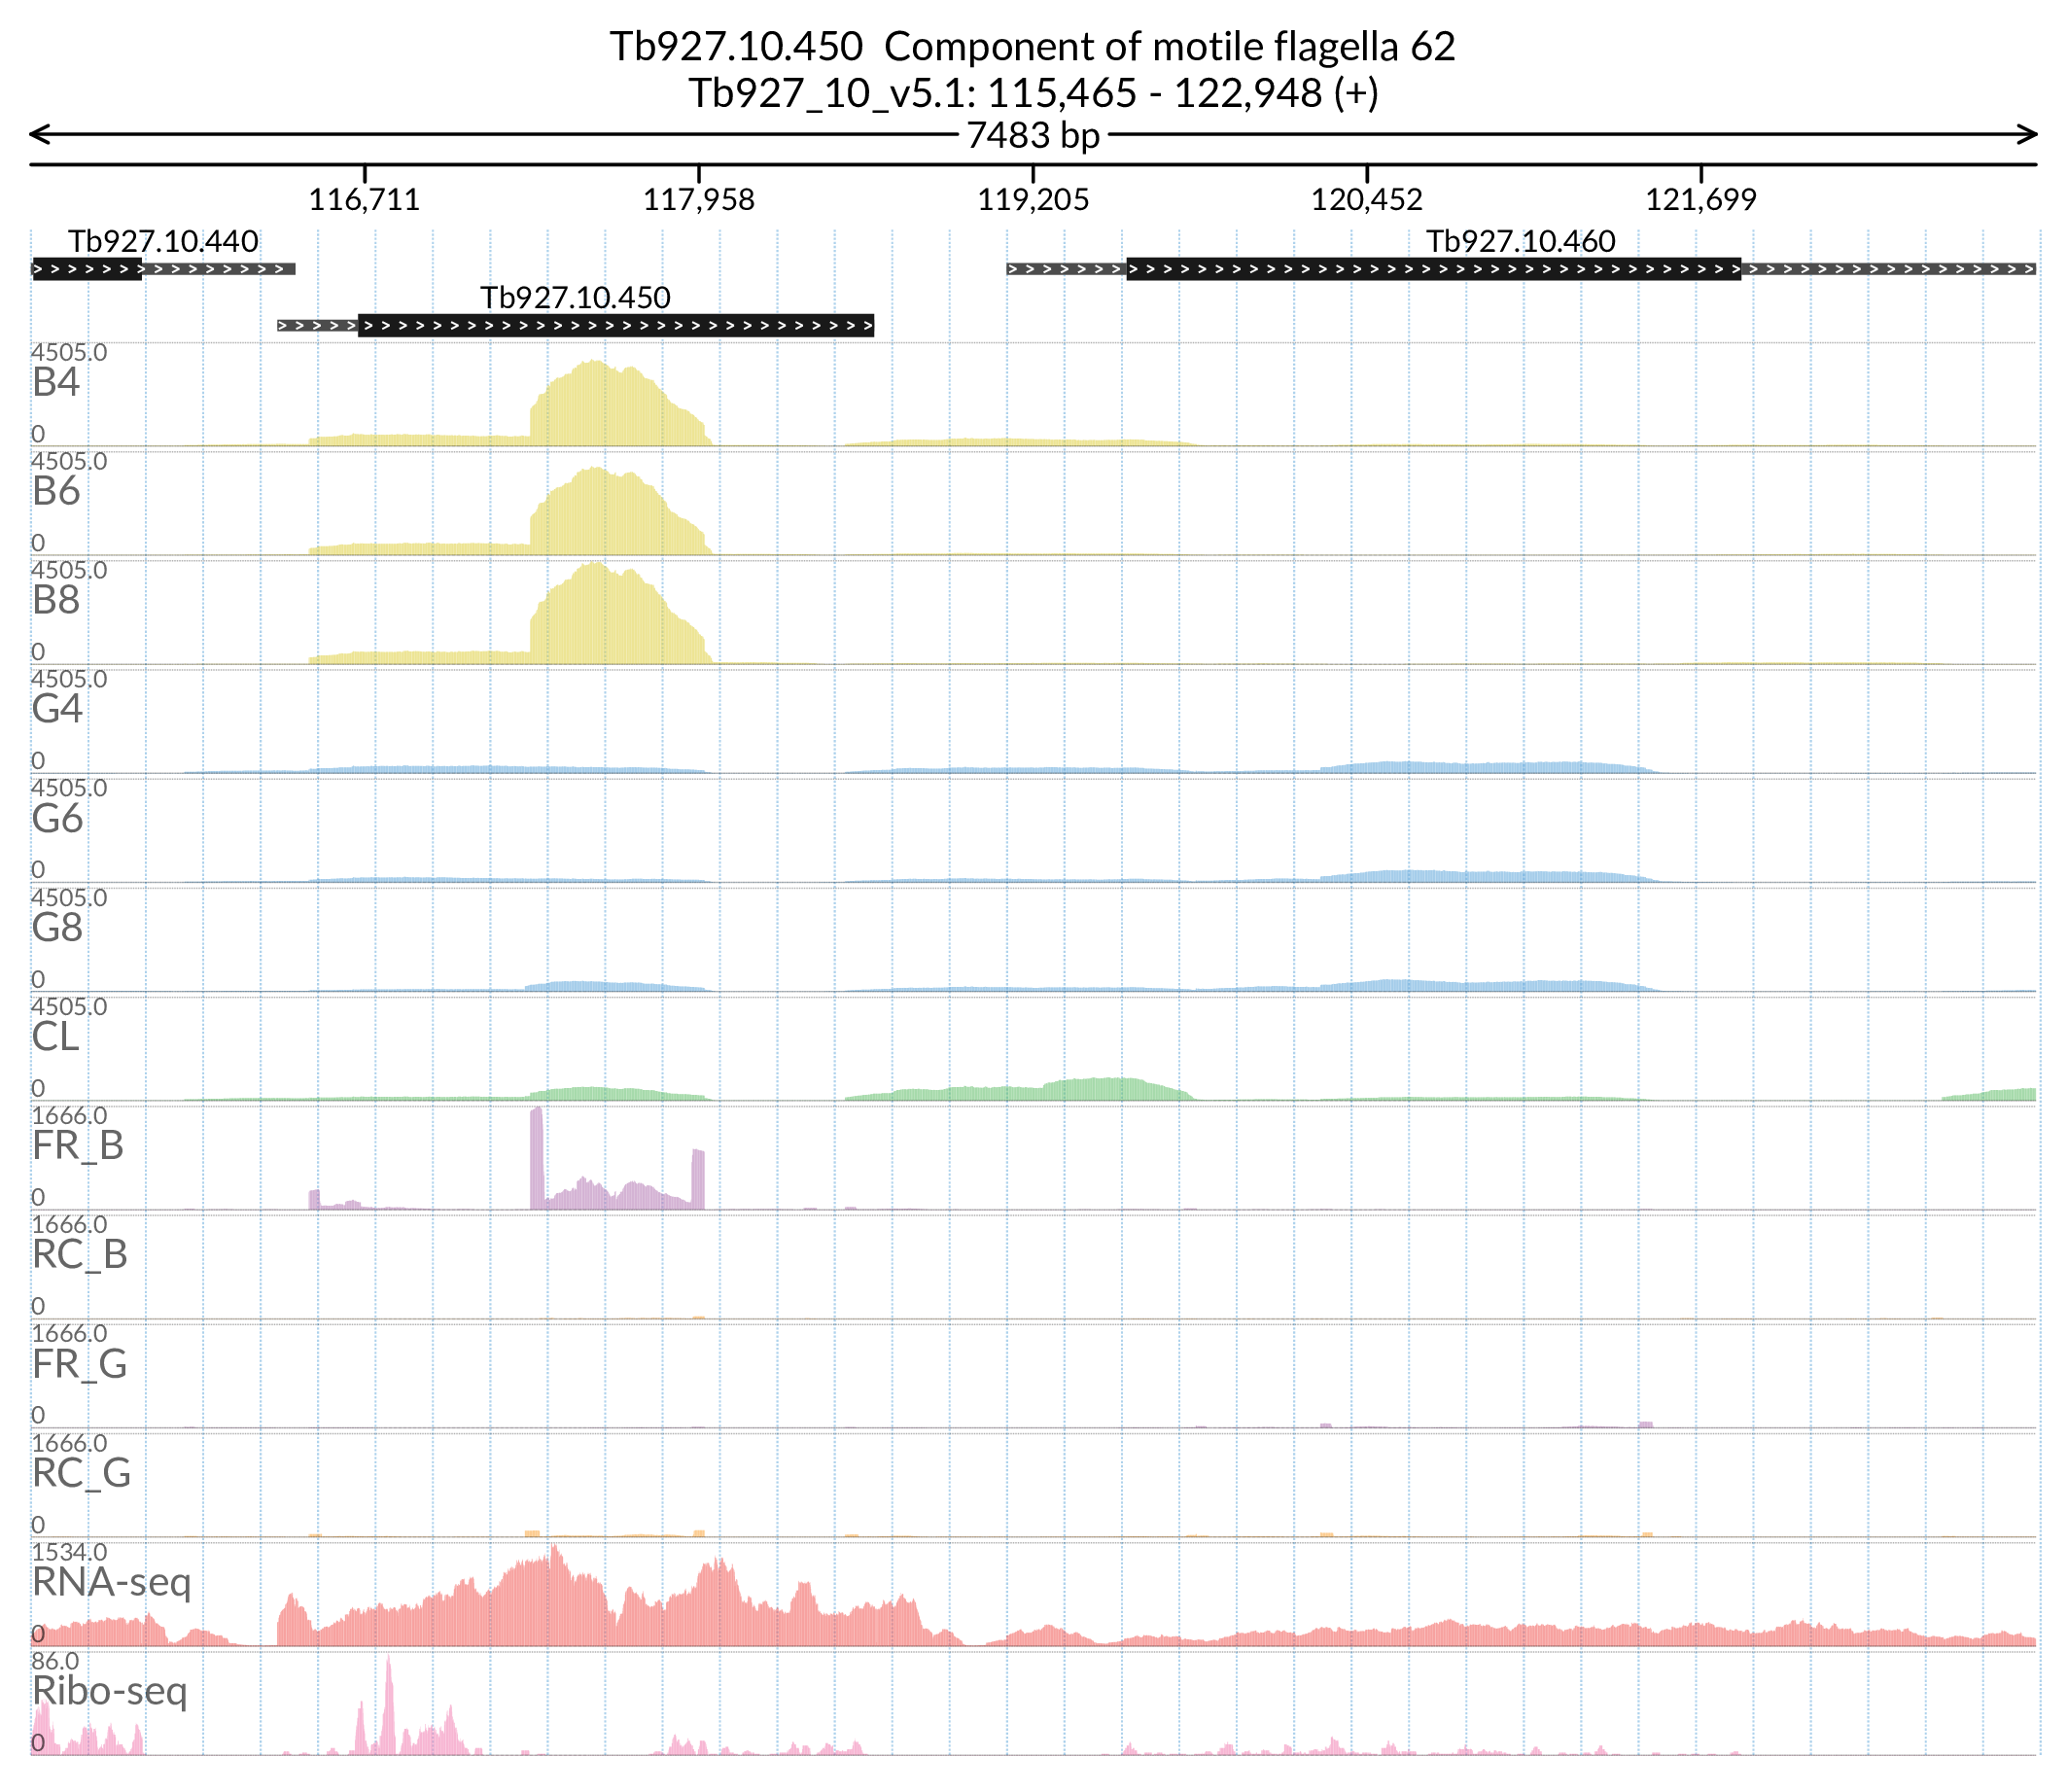 Tb927.10.450  Component of motile flagella 62
Tb927_10_v5.1: 115,465 - 122,948 (+)
7483 bp
116,711 117,958 119,205 120,452 121,699
Tb927.10.440 Tb927.10.460
Tb927.10.450
4505.0
B4
0
4505.0
B6
0
4505.0
B8
0
4505.0
G4
0
4505.0
G6
0
4505.0
G8
0
4505.0
CL
0
1666.0
FR_B
0
1666.0
RC_B
0
1666.0
FR_G
0
1666.0
RC_G
0
1534.0
RNA-seq
0
86.0
Ribo-seq
0